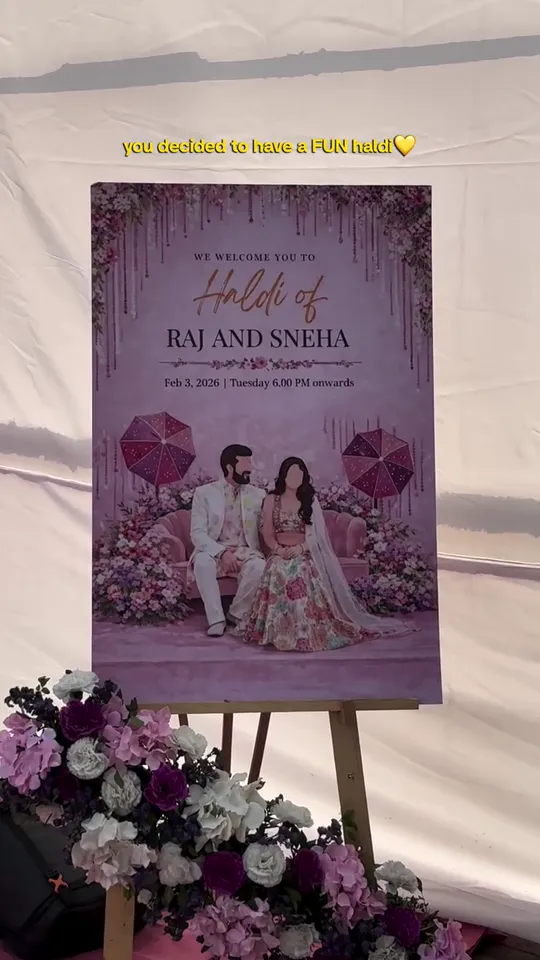 you decided to have a FUN haldi💛
WE WELCOME YOU TO
Haldi of
RAJ AND SNEHA
Feb 3, 2026 | Tuesday 6.00 PM onwards